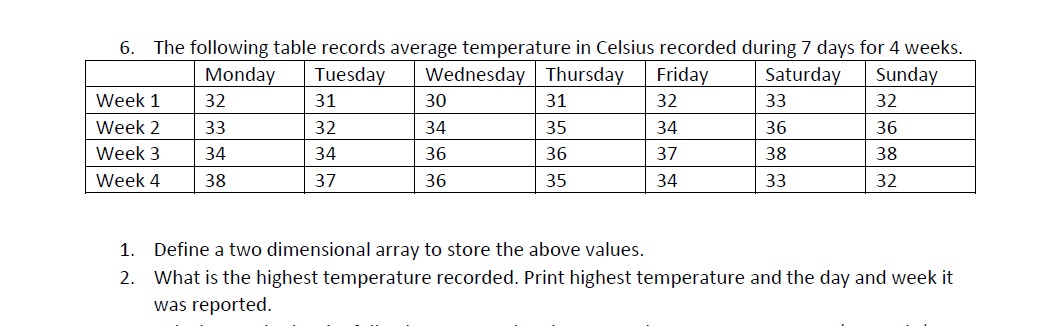 6. The following table records average temperature in Celsius recorded during 7 days for 4 weeks.
Monday Tuesday Wednesday Thursday Friday Saturday Sunday
Week 1 32 31 30 31 32 33 32
Week 2 33 32 34 35 34 36 36
Week 3 34 34 36 36 37 38 38
Week 4 38 37 36 35 34 33 32
1. Define a two dimensional array to store the above values.
2. What is the highest temperature recorded. Print highest temperature and the day and week it
was reported.